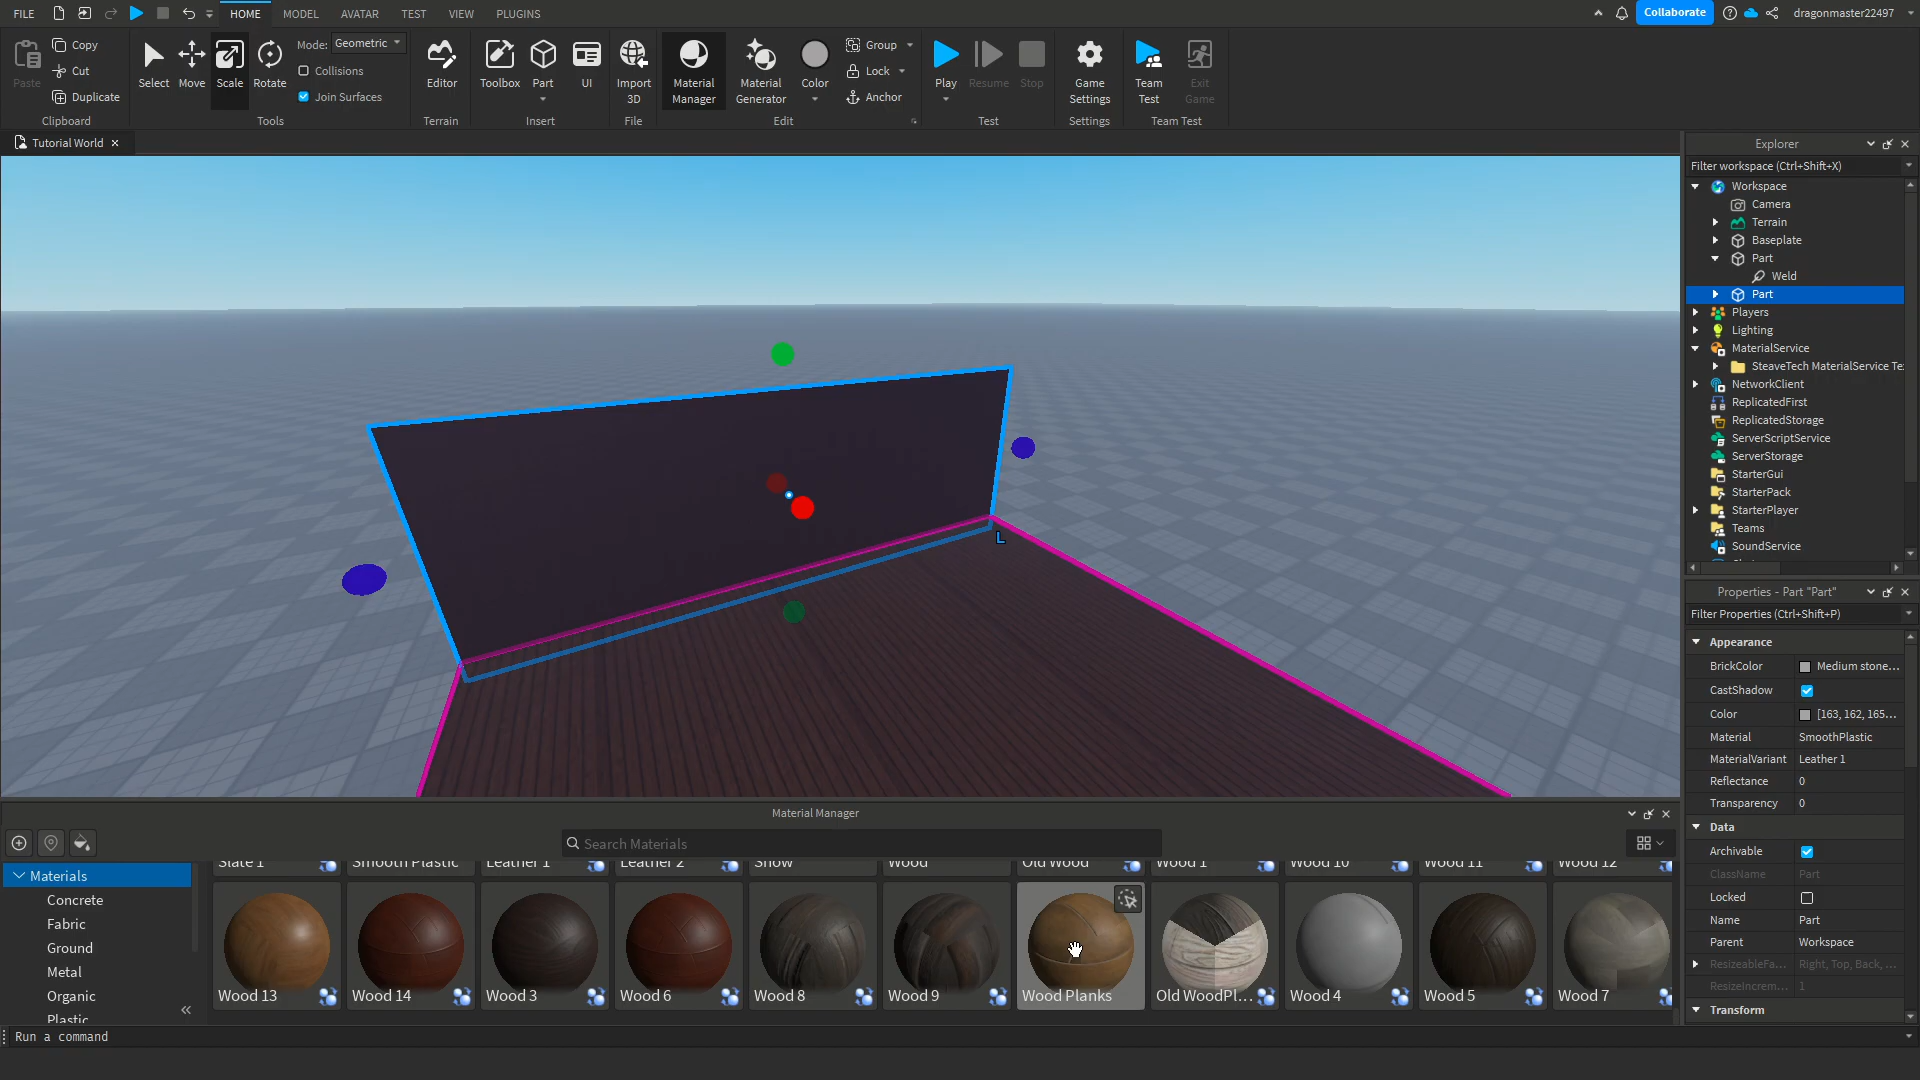 FILE HOME MODEL AVATAR TEST VIEW PLUGINS Collaborate dragonmaster22497
Paste Copy Cut Duplicate Clipboard
Select Move Scale Rotate Mode: Geometric Collisions Join Surfaces Tools
Editor Terrain
Toolbox Part UI Insert
Import 3D File
Material Manager Material Generator Color Group Lock Anchor Edit
Play Resume Stop Test
Game Settings Settings
Team Test Exit Game Team Test
Tutorial World
L
Explorer
Filter workspace (Ctrl+Shift+X)
Workspace
Camera
Terrain
Baseplate
Part
Weld
Part
Players
Lighting
MaterialService
SteaveTech MaterialService Te
NetworkClient
ReplicatedFirst
ReplicatedStorage
ServerScriptService
ServerStorage
StarterGui
StarterPack
StarterPlayer
Teams
SoundService
Properties - Part "Part"
Filter Properties (Ctrl+Shift+P)
Appearance
BrickColor Medium stone...
CastShadow
Color [163, 162, 165...
Material SmoothPlastic
MaterialVariant Leather 1
Reflectance 0
Transparency 0
Data
Archivable
ClassName Part
Locked
Name Part
Parent Workspace
ResizeableFa... Right, Top, Back, ...
ResizeIncrem... 1
Transform
Material Manager
Search Materials
Materials
Concrete
Fabric
Ground
Metal
Organic
Plastic
Slate 1 Smooth Plastic Leather 1 Leather 2 Snow Wood Old Wood Wood 1 Wood 10 Wood 11 Wood 12
Wood 13 Wood 14 Wood 3 Wood 6 Wood 8 Wood 9 Wood Planks Old WoodPl... Wood 4 Wood 5 Wood 7
Run a command